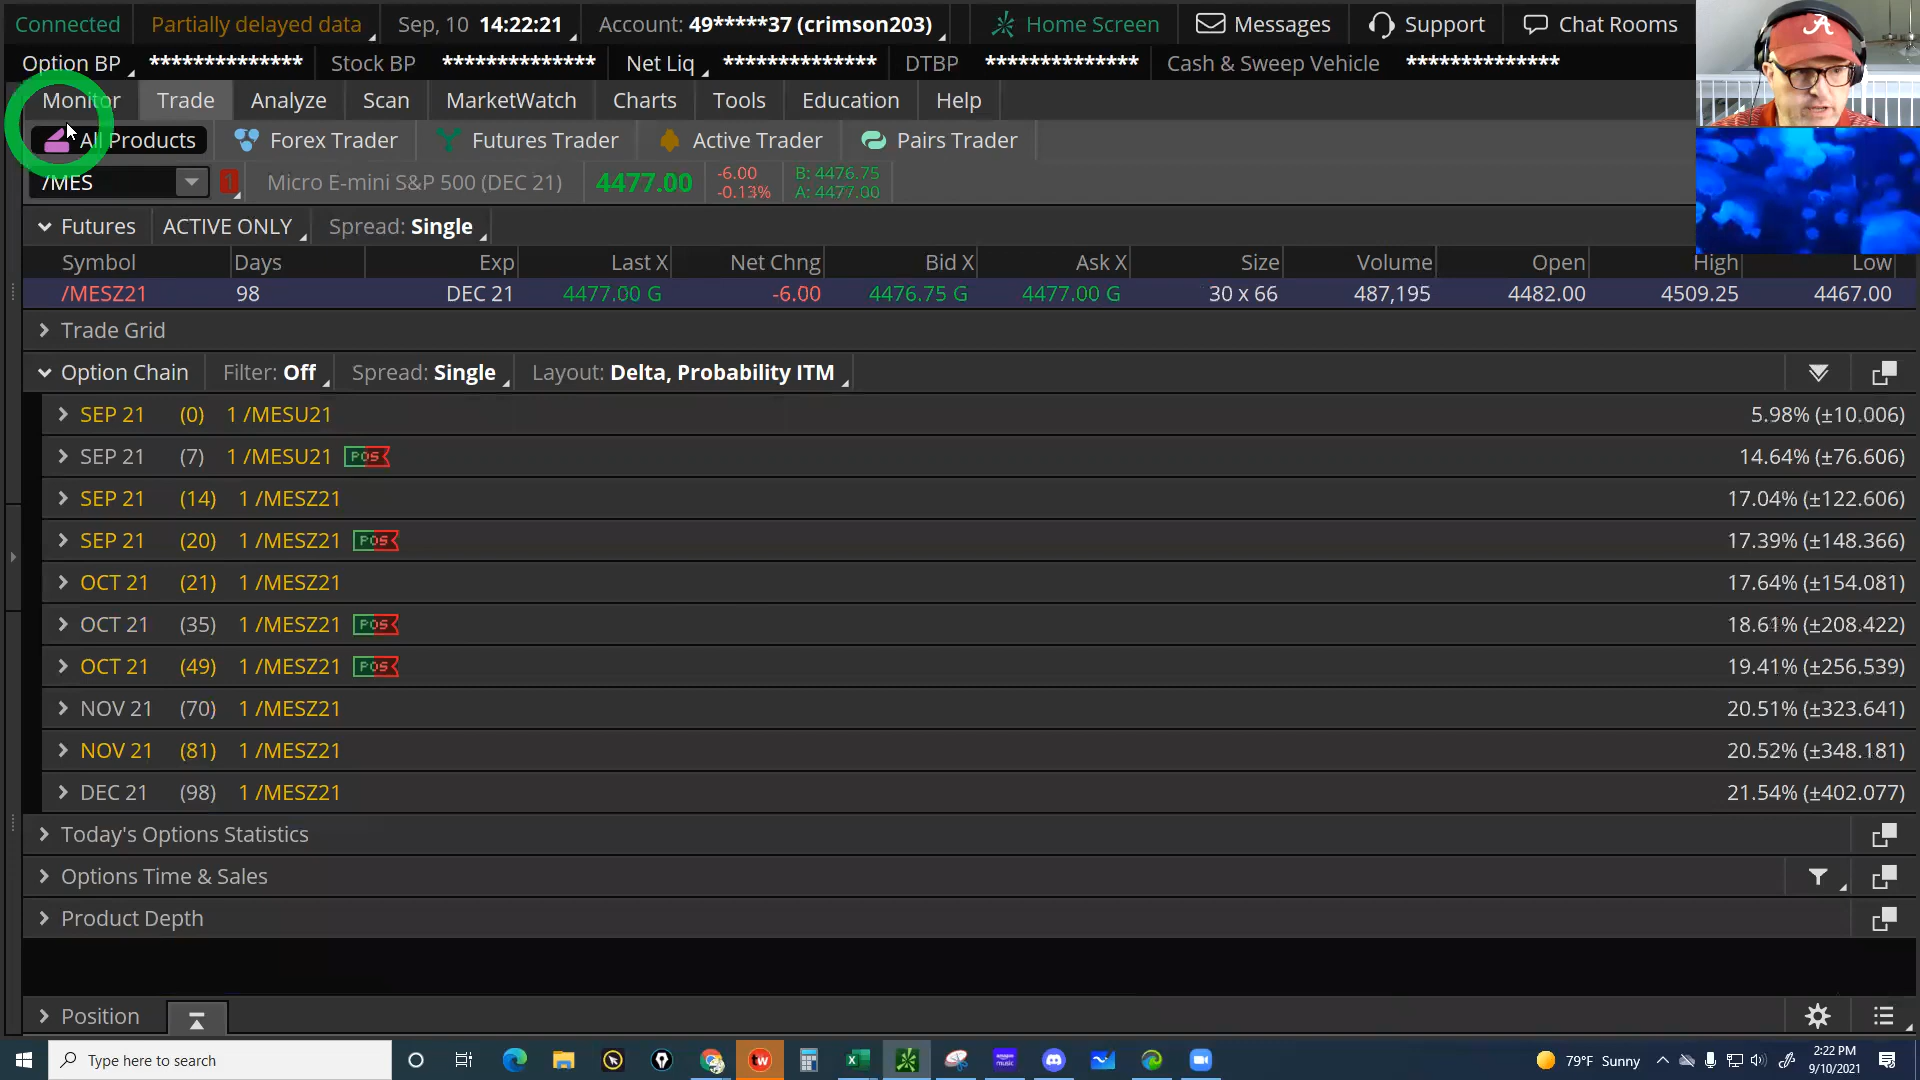 Connected Partially delayed data Sep, 10 14:22:21 Account: 49*****37 (crimson203) Home Screen Messages Support Chat Rooms
Option BP ************** Stock BP ************** Net Liq ************** DTBP ************** Cash & Sweep Vehicle **************
Monitor Trade Analyze Scan MarketWatch Charts Tools Education Help
All Products Forex Trader Futures Trader Active Trader Pairs Trader
/MES 1 Micro E-mini S&P 500 (DEC 21) 4477.00 -6.00 -0.13% B: 4476.75 A: 4477.00
Futures ACTIVE ONLY Spread: Single
Symbol Days Exp Last X Net Chng Bid X Ask X Size Volume Open High Low
/MESZ21 98 DEC 21 4477.00 G -6.00 4476.75 G 4477.00 G 30 x 66 487,195 4482.00 4509.25 4467.00
Trade Grid
Option Chain Filter: Off Spread: Single Layout: Delta, Probability ITM
SEP 21 (0) 1 /MESU21 5.98% (±10.006)
SEP 21 (7) 1 /MESU21 POS 14.64% (±76.606)
SEP 21 (14) 1 /MESZ21 17.04% (±122.606)
SEP 21 (20) 1 /MESZ21 POS 17.39% (±148.366)
OCT 21 (21) 1 /MESZ21 17.64% (±154.081)
OCT 21 (35) 1 /MESZ21 POS 18.61% (±208.422)
OCT 21 (49) 1 /MESZ21 POS 19.41% (±256.539)
NOV 21 (70) 1 /MESZ21 20.51% (±323.641)
NOV 21 (81) 1 /MESZ21 20.52% (±348.181)
DEC 21 (98) 1 /MESZ21 21.54% (±402.077)
Today's Options Statistics
Options Time & Sales
Product Depth
Position
Type here to search tw amazon music 79°F Sunny 2:22 PM
9/10/2021